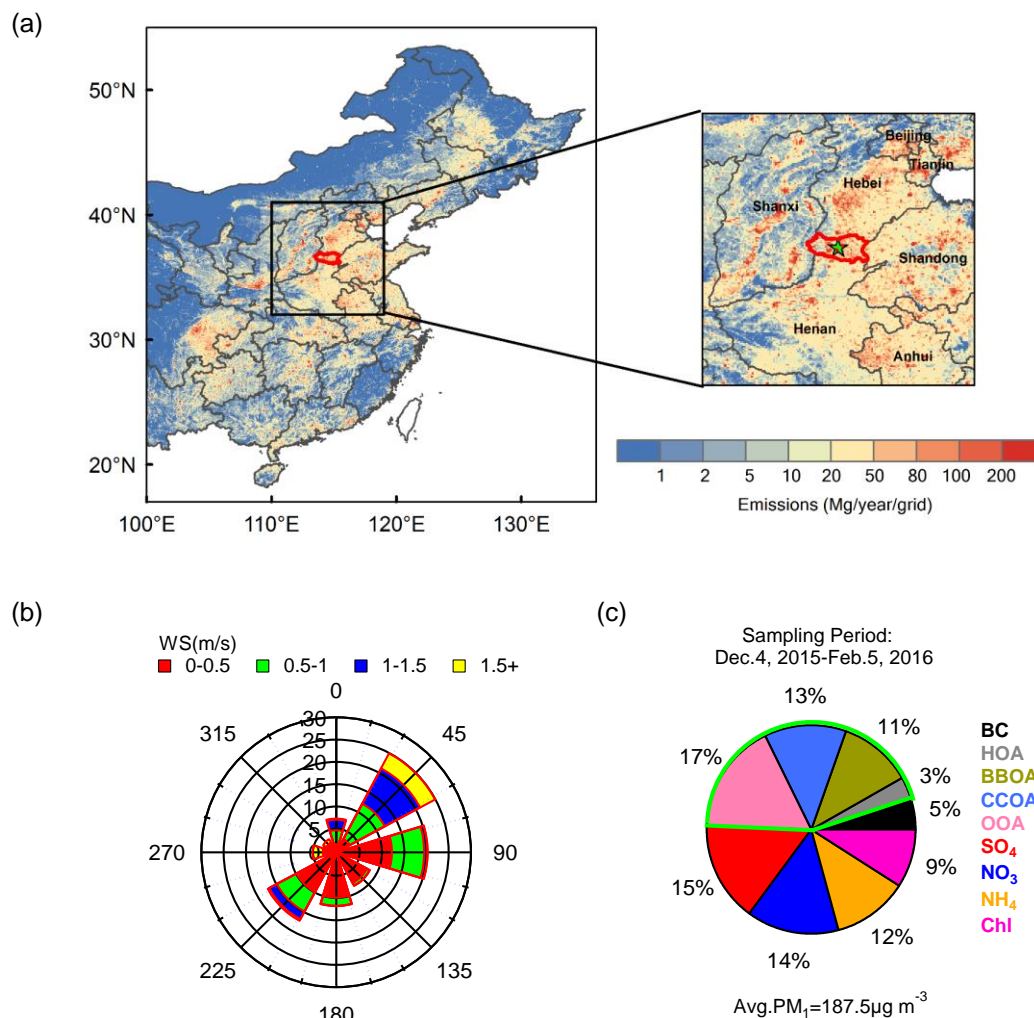 (a)
50°N
40°N
30°N
20°N
100°E 110°E 120°E 130°E
Beijing
Tianjin
Hebei
Shanxi
Shandong
Henan
Anhui
1 2 5 10 20 50 80 100 200
Emissions (Mg/year/grid)
(b)
WS(m/s)
0-0.5 0.5-1 1-1.5 1.5+
0
45
90
135
180
225
270
315
30
25
20
15
10
5
(c)
Sampling Period:
Dec.4, 2015-Feb.5, 2016
13%
11%
3%
5%
9%
12%
14%
15%
17%
BC
HOA
BBOA
CCOA
OOA
SO₄
NO₃
NH₄
Chl
Avg.PM₁=187.5µg m⁻³